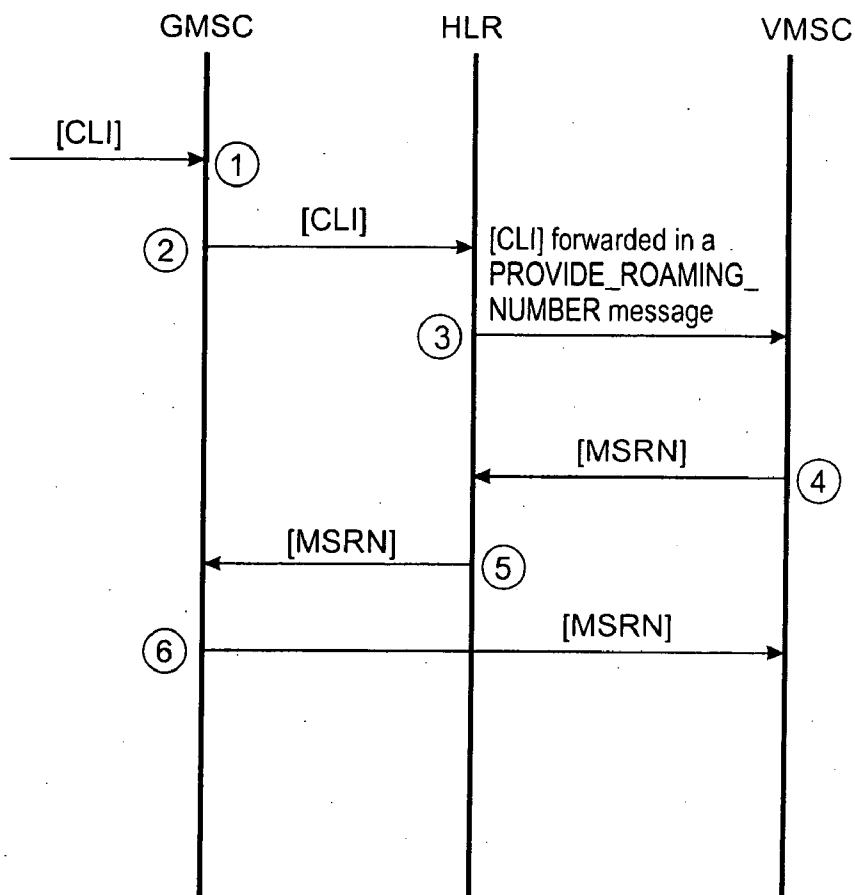 GMSC HLR VMSC
[CLI]
1
[CLI]
2
[CLI] forwarded in a
PROVIDE_ROAMING_
NUMBER message
3
[MSRN]
4
[MSRN]
5
[MSRN]
6